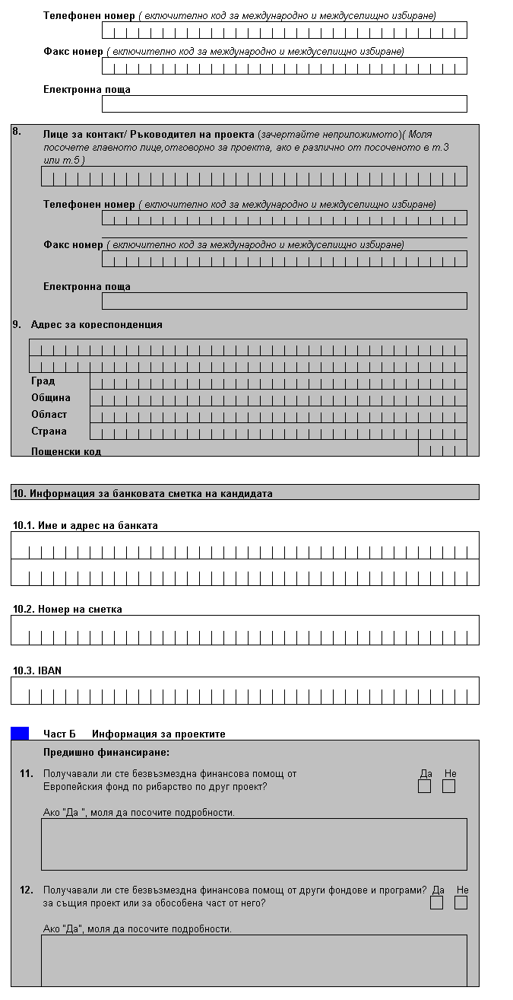 Телефонен номер ( включително код за международно и междуселищно избиране)
Факс номер ( включително код за международно и междуселищно избиране)
Електронна поща
8. Лице за контакт/ Ръководител на проекта (зачертайте неприложимото)( Моля
посочете главното лице,отговорно за проекта, ако е различно от посоченото в т.3
или т.5 )
Телефонен номер ( включително код за международно и междуселищно избиране)
Факс номер ( включително код за международно и междуселищно избиране)
Електронна поща
9. Адрес за кореспонденция
Град
Община
Област
Страна
Пощенски код
10. Информация за банковата сметка на кандидата
10.1. Име и адрес на банката
10.2. Номер на сметка
10.3. IBAN
Част Б Информация за проектите
Предишно финансиране:
11. Получавали ли сте безвъзмездна финансова помощ от Да Не
Европейския фонд по рибарство по друг проект?
Ако "Да ", моля да посочите подробности.
12. Получавали ли сте безвъзмездна финансова помощ от други фондове и програми? Да Не
за същия проект или за обособена част от него?
Ако "Да", моля да посочите подробности.